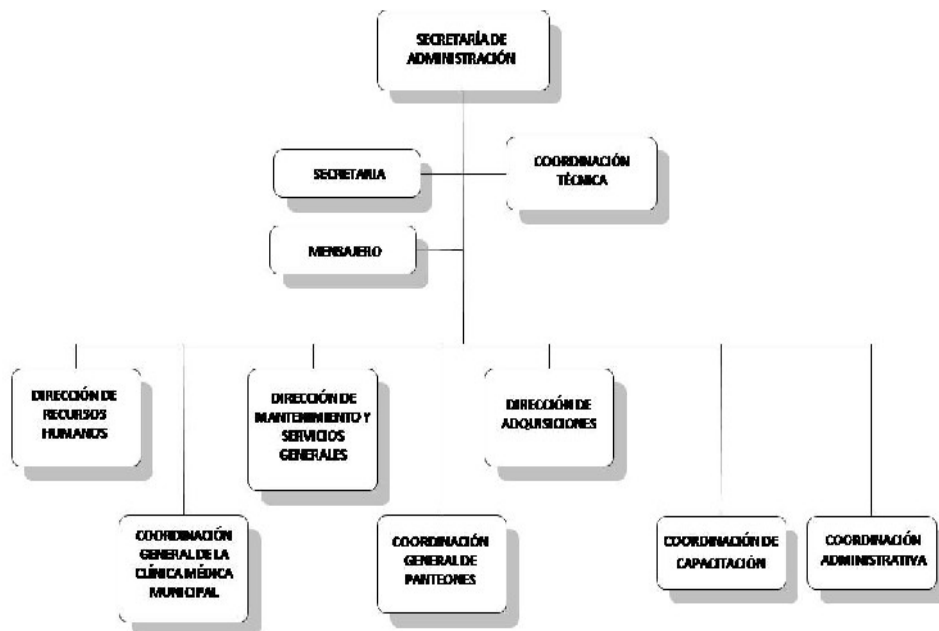 SECRETARÍA DE
ADMINISTRACIÓN
SECRETARIA
COORDINACIÓN
TÉCNICA
MENSAJERO
DIRECCIÓN DE
RECURSOS
HUMANOS
DIRECCIÓN DE
MANTENIMIENTO Y
SERVICIOS
GENERALES
DIRECCIÓN DE
ADQUISICIONES
COORDINACIÓN
GENERAL DE LA
CLÍNICA MÉDICA
MUNICIPAL
COORDINACIÓN
GENERAL DE
PANTEONES
COORDINACIÓN DE
CAPACITACIÓN
COORDINACIÓN
ADMINISTRATIVA